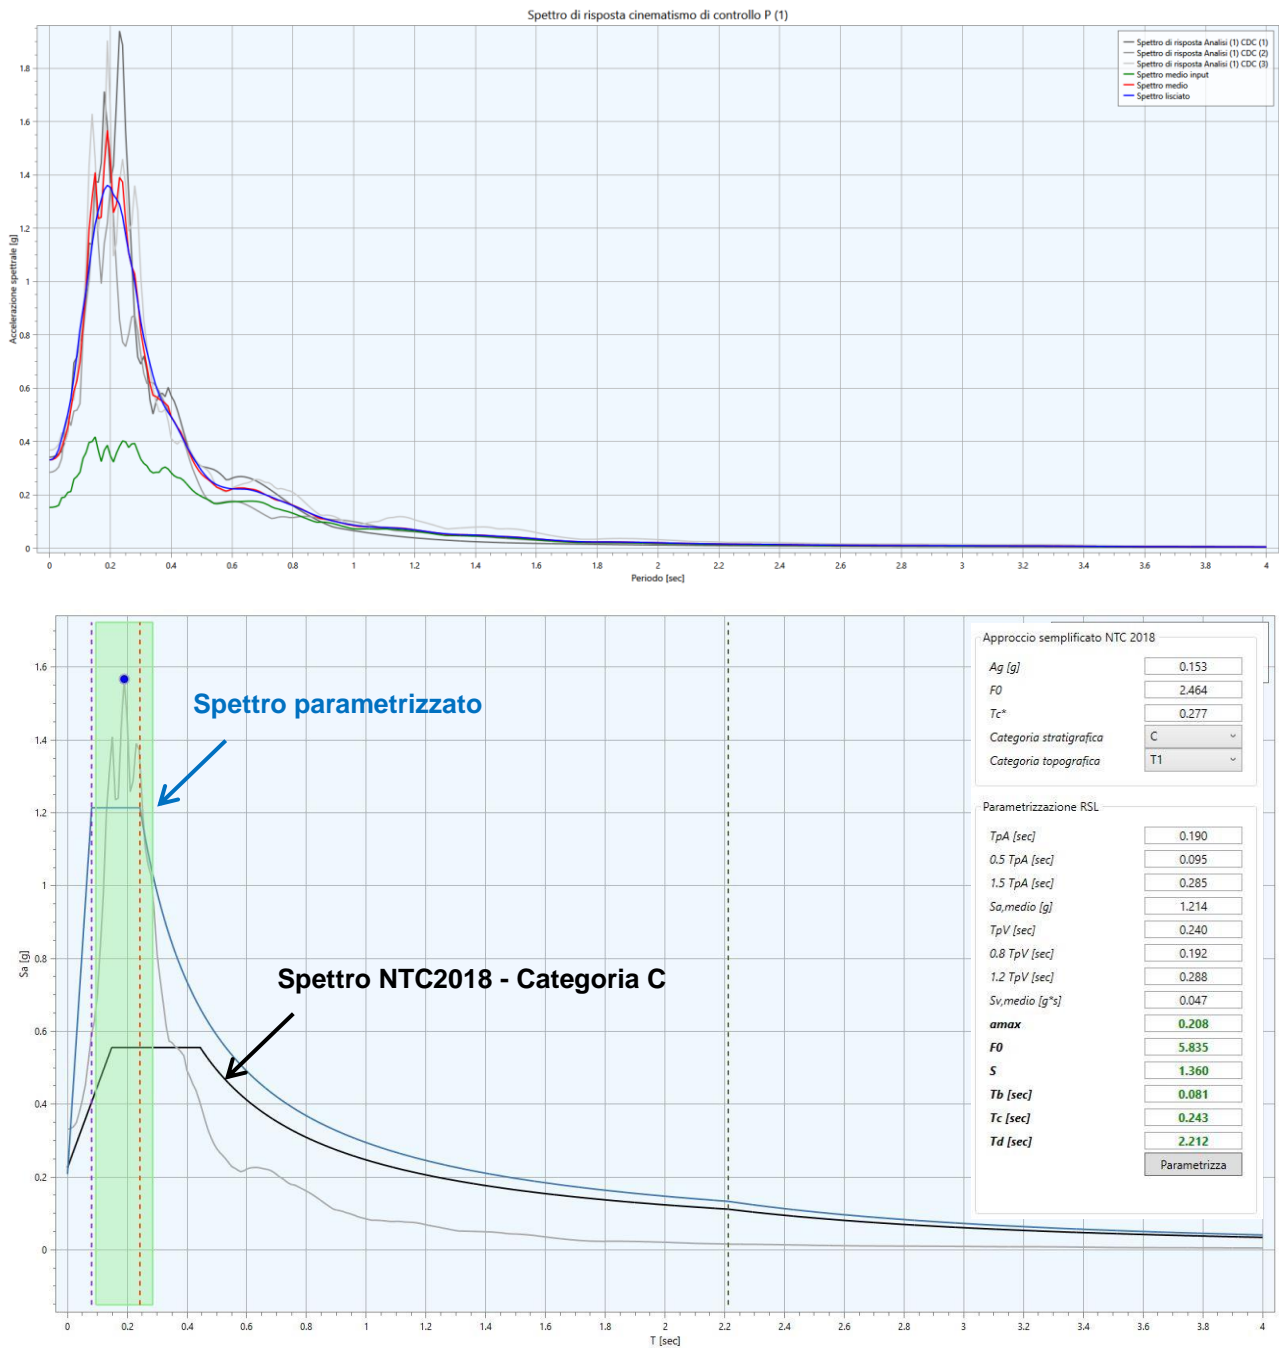 Spettro di risposta cinematismo di controllo P (1)
Spettro di risposta Analisi (1) CDC (1)
Spettro di risposta Analisi (1) CDC (2)
Spettro di risposta Analisi (1) CDC (3)
Spettro medio input
Spettro medio
Spettro lisciato
Accelerazione spettrale [g]
1.8
1.6
1.4
1.2
1
0.8
0.6
0.4
0.2
0
0 0.2 0.4 0.6 0.8 1 1.2 1.4 1.6 1.8 2 2.2 2.4 2.6 2.8 3 3.2 3.4 3.6 3.8 4
Periodo [sec]
Spettro parametrizzato
Spettro NTC2018 - Categoria C
Sa [g]
1.6
1.4
1.2
1
0.8
0.6
0.4
0.2
0
0 0.2 0.4 0.6 0.8 1 1.2 1.4 1.6 1.8 2 2.2 2.4 2.6 2.8 3 3.2 3.4 3.6 3.8 4
T [sec]
Approccio semplificato NTC 2018
Ag [g] 0.153
F0 2.464
Tc* 0.277
Categoria stratigrafica C
Categoria topografica T1
Parametrizzazione RSL
TpA [sec] 0.190
0.5 TpA [sec] 0.095
1.5 TpA [sec] 0.285
Sa,medio [g] 1.214
TpV [sec] 0.240
0.8 TpV [sec] 0.192
1.2 TpV [sec] 0.288
Sv,medio [g*s] 0.047
amax 0.208
F0 5.835
S 1.360
Tb [sec] 0.081
Tc [sec] 0.243
Td [sec] 2.212
Parametrizza